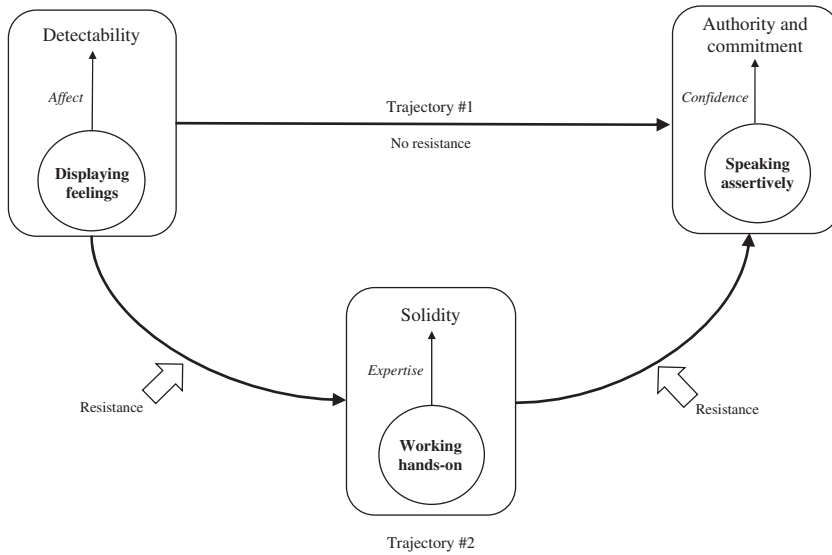 Detectability
Affect
Displaying
feelings
Trajectory #1
No resistance
Authority and
commitment
Confidence
Speaking
assertively
Resistance
Solidity
Expertise
Working
hands-on
Resistance
Trajectory #2